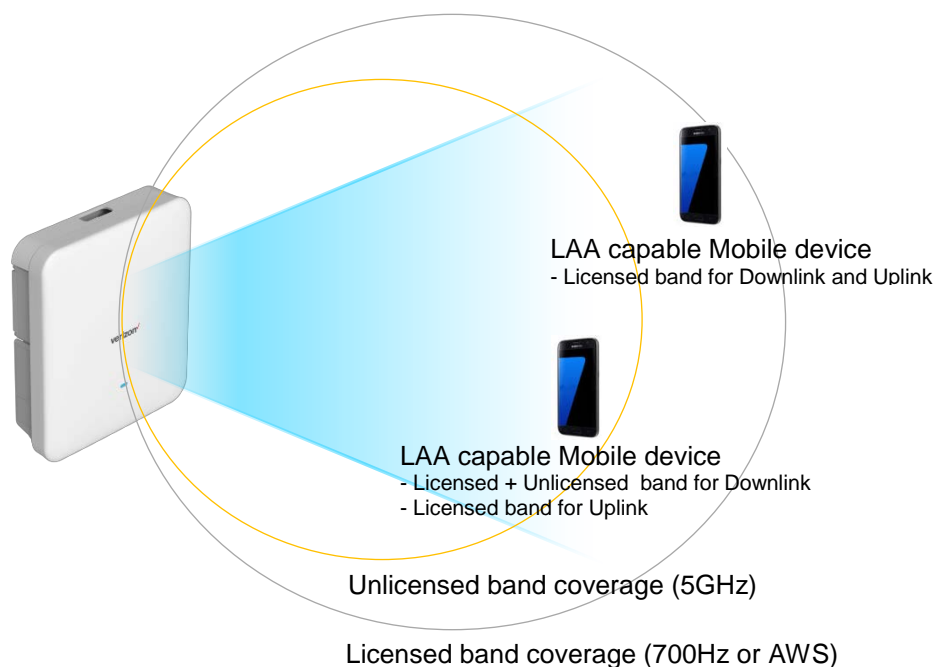 LAA capable Mobile device
- Licensed band for Downlink and Uplink
verizon✓
LAA capable Mobile device
- Licensed + Unlicensed band for Downlink
- Licensed band for Uplink
Unlicensed band coverage (5GHz)
Licensed band coverage (700Hz or AWS)